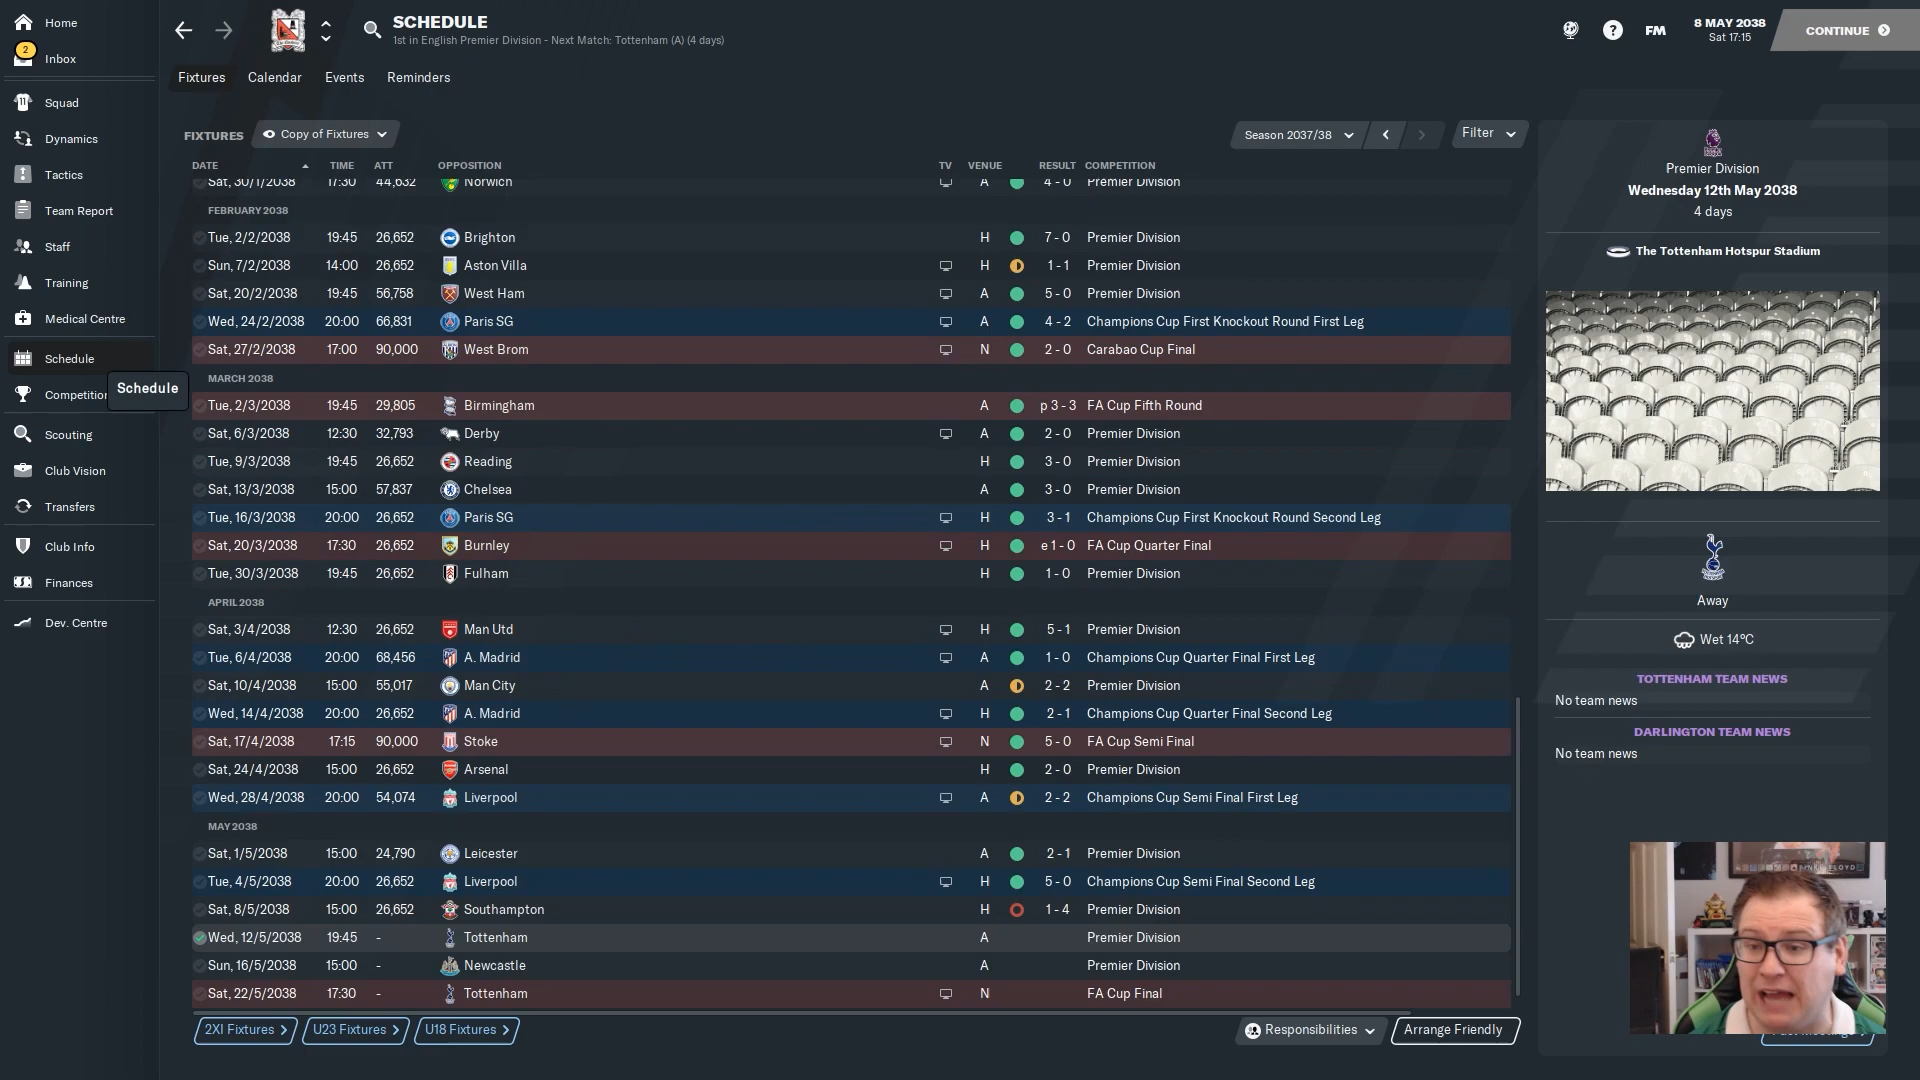 Home
2
Inbox
Squad
Dynamics
Tactics
Team Report
Staff
Training
Medical Centre
Schedule
Competition
Schedule
Scouting
Club Vision
Transfers
Club Info
Finances
Dev. Centre
SCHEDULE
1st in English Premier Division - Next Match: Tottenham (A) (4 days)
FM
8 MAY 2038
Sat 17:15
CONTINUE
Fixtures Calendar Events Reminders
FIXTURES Copy of Fixtures
Season 2037/38
Filter
DATE TIME ATT OPPOSITION TV VENUE RESULT COMPETITION
Sat, 30/1/2038 17:30 44,632 Norwich A 4 - 0 Premier Division
FEBRUARY 2038
Tue, 2/2/2038 19:45 26,652 Brighton H 7 - 0 Premier Division
Sun, 7/2/2038 14:00 26,652 Aston Villa H 1 - 1 Premier Division
Sat, 20/2/2038 19:45 56,758 West Ham A 5 - 0 Premier Division
Wed, 24/2/2038 20:00 66,831 Paris SG A 4 - 2 Champions Cup First Knockout Round First Leg
Sat, 27/2/2038 17:00 90,000 West Brom N 2 - 0 Carabao Cup Final
MARCH 2038
Tue, 2/3/2038 19:45 29,805 Birmingham A p 3 - 3 FA Cup Fifth Round
Sat, 6/3/2038 12:30 32,793 Derby A 2 - 0 Premier Division
Tue, 9/3/2038 19:45 26,652 Reading H 3 - 0 Premier Division
Sat, 13/3/2038 15:00 57,837 Chelsea A 3 - 0 Premier Division
Tue, 16/3/2038 20:00 26,652 Paris SG H 3 - 1 Champions Cup First Knockout Round Second Leg
Sat, 20/3/2038 17:30 26,652 Burnley H e 1 - 0 FA Cup Quarter Final
Tue, 30/3/2038 19:45 26,652 Fulham H 1 - 0 Premier Division
APRIL 2038
Sat, 3/4/2038 12:30 26,652 Man Utd H 5 - 1 Premier Division
Tue, 6/4/2038 20:00 68,456 A. Madrid A 1 - 0 Champions Cup Quarter Final First Leg
Sat, 10/4/2038 15:00 55,017 Man City A 2 - 2 Premier Division
Wed, 14/4/2038 20:00 26,652 A. Madrid H 2 - 1 Champions Cup Quarter Final Second Leg
Sat, 17/4/2038 17:15 90,000 Stoke N 5 - 0 FA Cup Semi Final
Sat, 24/4/2038 15:00 26,652 Arsenal H 2 - 0 Premier Division
Wed, 28/4/2038 20:00 54,074 Liverpool A 2 - 2 Champions Cup Semi Final First Leg
MAY 2038
Sat, 1/5/2038 15:00 24,790 Leicester A 2 - 1 Premier Division
Tue, 4/5/2038 20:00 26,652 Liverpool H 5 - 0 Champions Cup Semi Final Second Leg
Sat, 8/5/2038 15:00 26,652 Southampton H 1 - 4 Premier Division
Wed, 12/5/2038 19:45 - Tottenham A Premier Division
Sun, 16/5/2038 15:00 - Newcastle A Premier Division
Sat, 22/5/2038 17:30 - Tottenham N FA Cup Final
2XI Fixtures
U23 Fixtures
U18 Fixtures
Responsibilities
Arrange Friendly
Premier Division
Wednesday 12th May 2038
4 days
The Tottenham Hotspur Stadium
Away
Wet 14ºC
TOTTENHAM TEAM NEWS
No team news
DARLINGTON TEAM NEWS
No team news